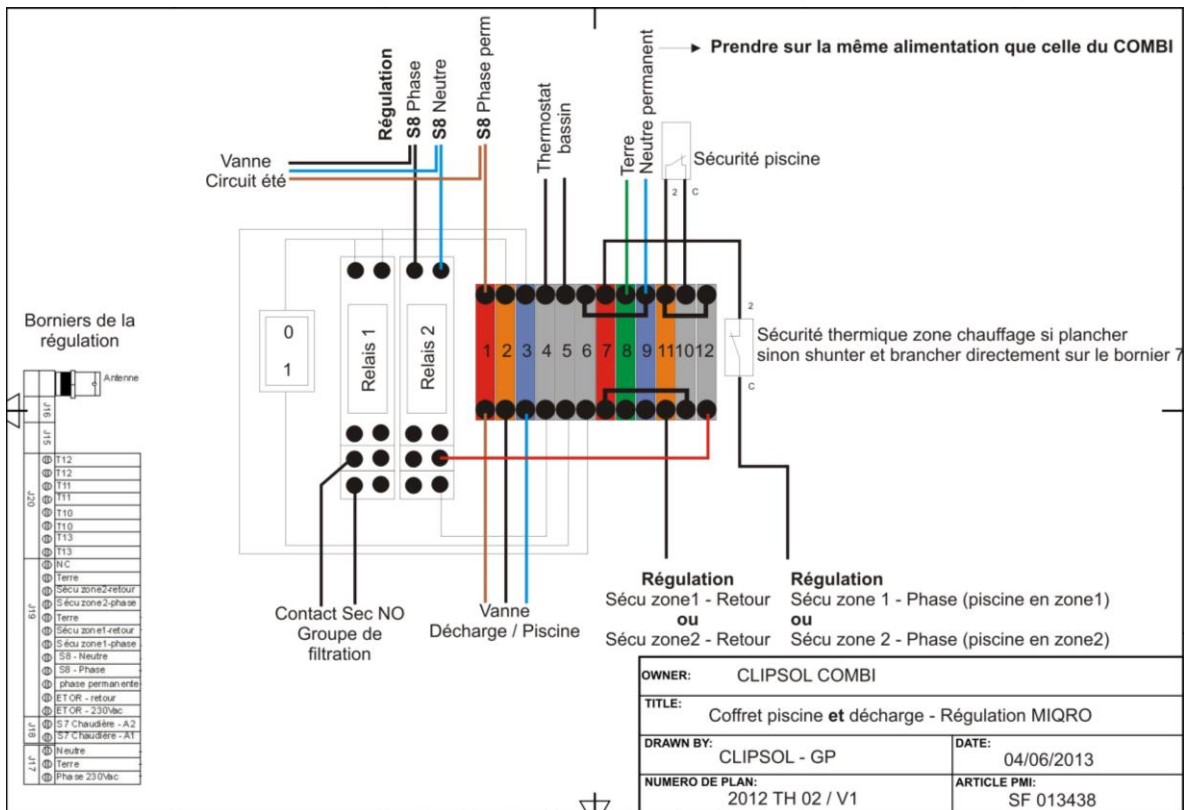 Prendre sur la même alimentation que celle du COMBI
Régulation
S8 Phase
S8 Neutre
S8 Phase perm
Thermostat
bassin
Terre
Neutre permanent
Vanne
Circuit été
Sécurité piscine
2 C
Borniers de la
régulation
Antenne
0
1
Relais 1
Relais 2
1 2 3 4 5 6 7 8 9 11 10 12
2
Sécurité thermique zone chauffage si plancher
sinon shunter et brancher directement sur le bornier 7
C
J16
J15
J20
T12
T12
T11
T11
T10
T10
T13
T13
J19
NC
Terre
Sécu zone2-retour
Sécu zone2-phase
Terre
Sécu zone1-retour
Sécu zone1-phase
S8 - Neutre
S8 - Phase
phase permanente
ETOR - retour
ETOR - 230Vac
J18
S7 Chaudière - A2
S7 Chaudière - A1
J17
Neutre
Terre
Phase 230Vac
Contact Sec NO
Groupe de
filtration
Vanne
Décharge / Piscine
Régulation
Sécu zone1 - Retour
ou
Sécu zone2 - Retour
Régulation
Sécu zone 1 - Phase (piscine en zone1)
ou
Sécu zone 2 - Phase (piscine en zone2)
OWNER: CLIPSOL COMBI
TITLE:
Coffret piscine et décharge - Régulation MIQRO
DRAWN BY:
CLIPSOL - GP
DATE:
04/06/2013
NUMERO DE PLAN:
2012 TH 02 / V1
ARTICLE PMI:
SF 013438